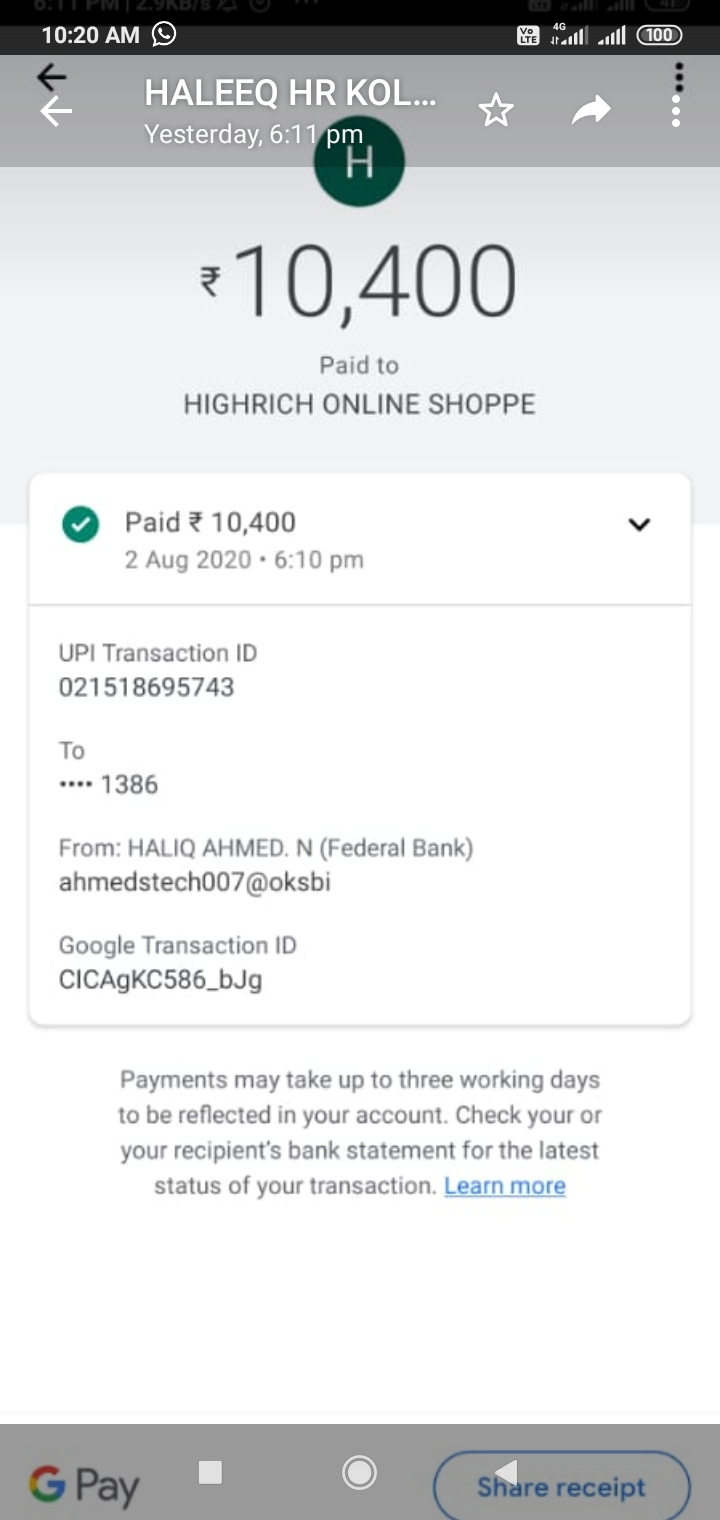 10:20 AM
Vo LTE 4G 100
HALEEQ HR KOL...
Yesterday, 6:11 pm
H
₹10,400
Paid to
HIGHRICH ONLINE SHOPPE
Paid ₹ 10,400
2 Aug 2020 • 6:10 pm
UPI Transaction ID
021518695743
To
•••• 1386
From: HALIQ AHMED. N (Federal Bank)
ahmedstech007@oksbi
Google Transaction ID
CICAgKC586_bJg
Payments may take up to three working days
to be reflected in your account. Check your or
your recipient's bank statement for the latest
status of your transaction. Learn more
G Pay
Share receipt